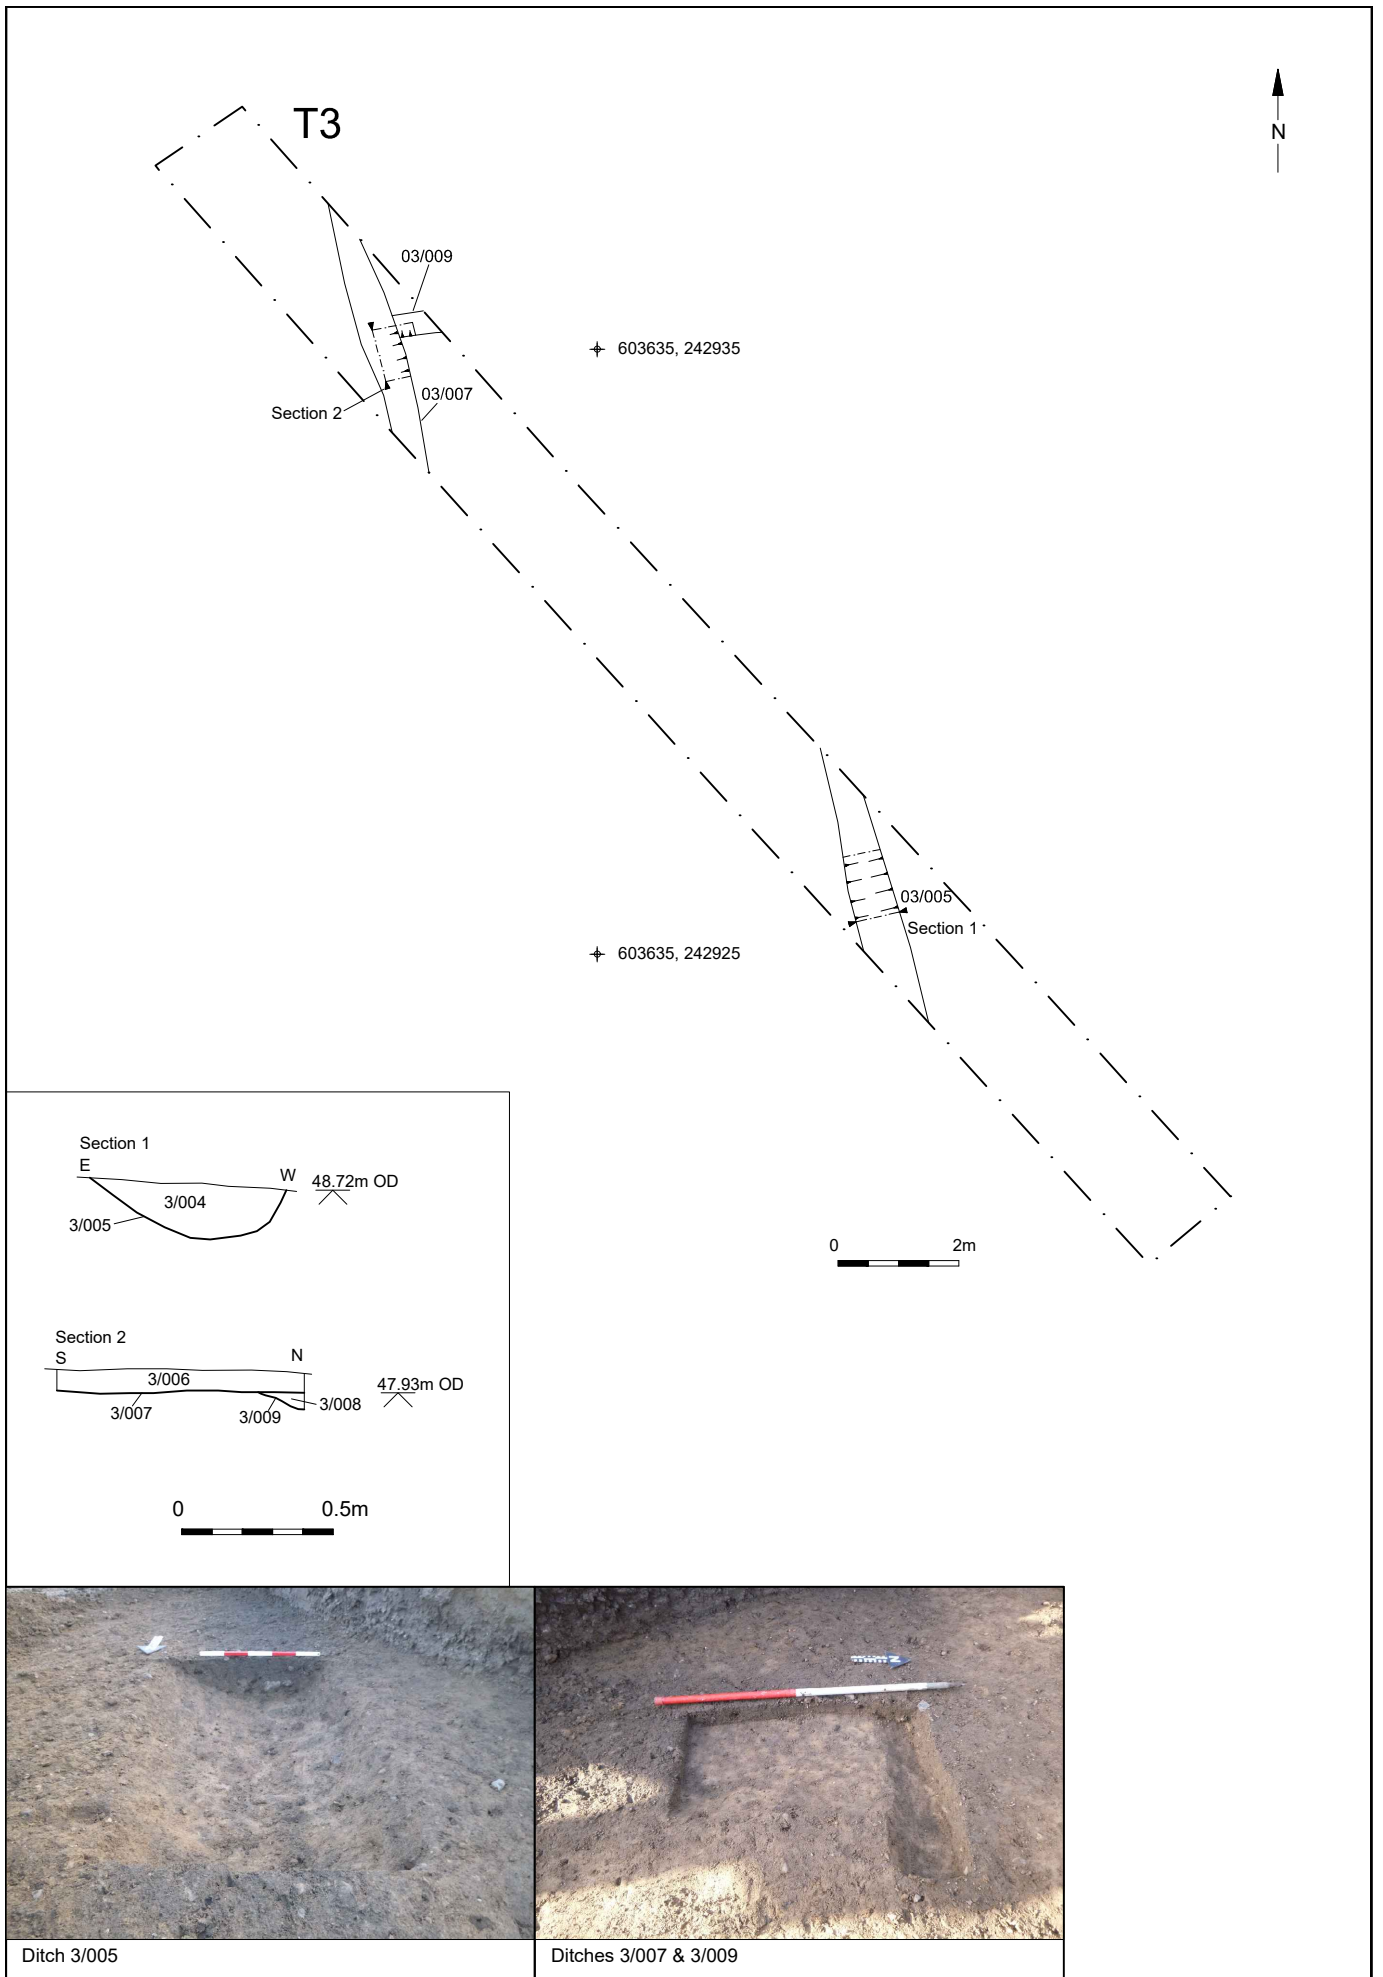 T3
N
03/009
603635, 242935
03/007
Section 2
03/005
Section 1
603635, 242925
Section 1
E
W
48.72m OD
3/004
3/005
0
2m
Section 2
S
N
3/006
47.93m OD
3/007
3/009
3/008
0
0.5m
Ditch 3/005
Ditches 3/007 & 3/009